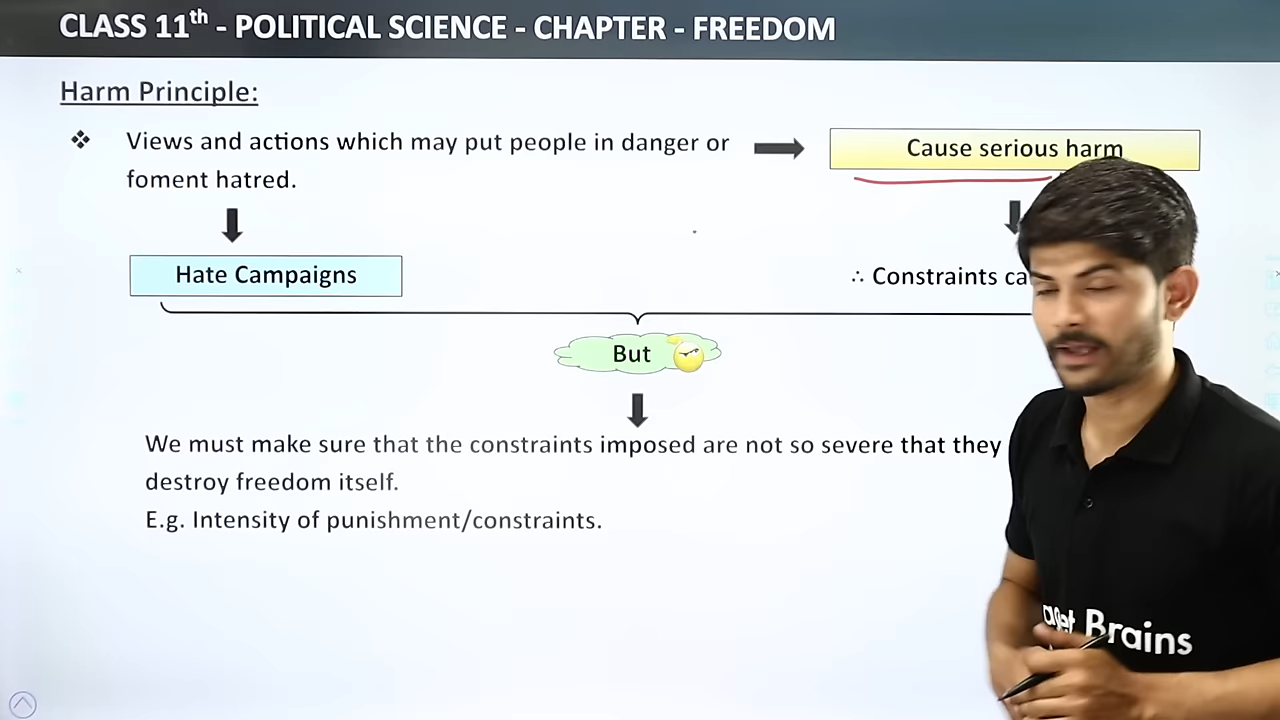 CLASS 11th - POLITICAL SCIENCE - CHAPTER - FREEDOM
Harm Principle:
❖ Views and actions which may put people in danger or
foment hatred.
Cause serious harm
Hate Campaigns
∴ Constraints
But
We must make sure that the constraints imposed are not so severe that they
destroy freedom itself.
E.g. Intensity of punishment/constraints.
Brains